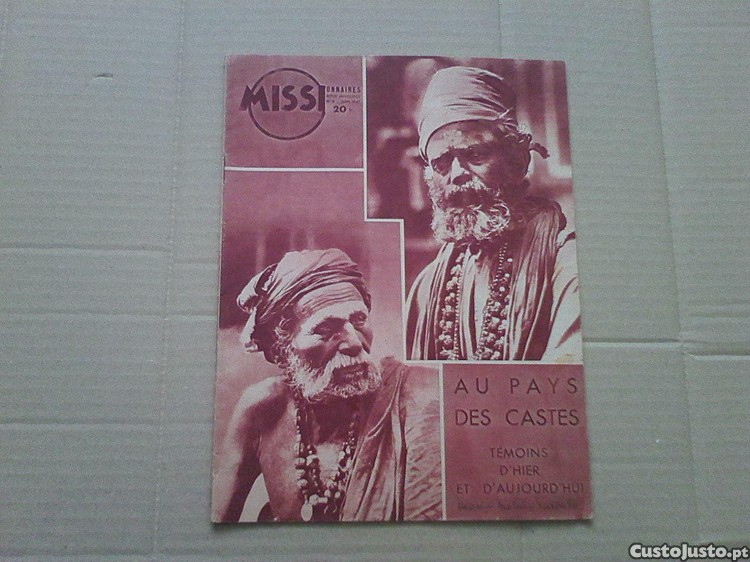 MISSI
ONNAIRES
20
AU PAYS
DES CASTES
TÉMOINS
D'HIER
ET D'AUJOURD'HUI
CustoJusto.pt